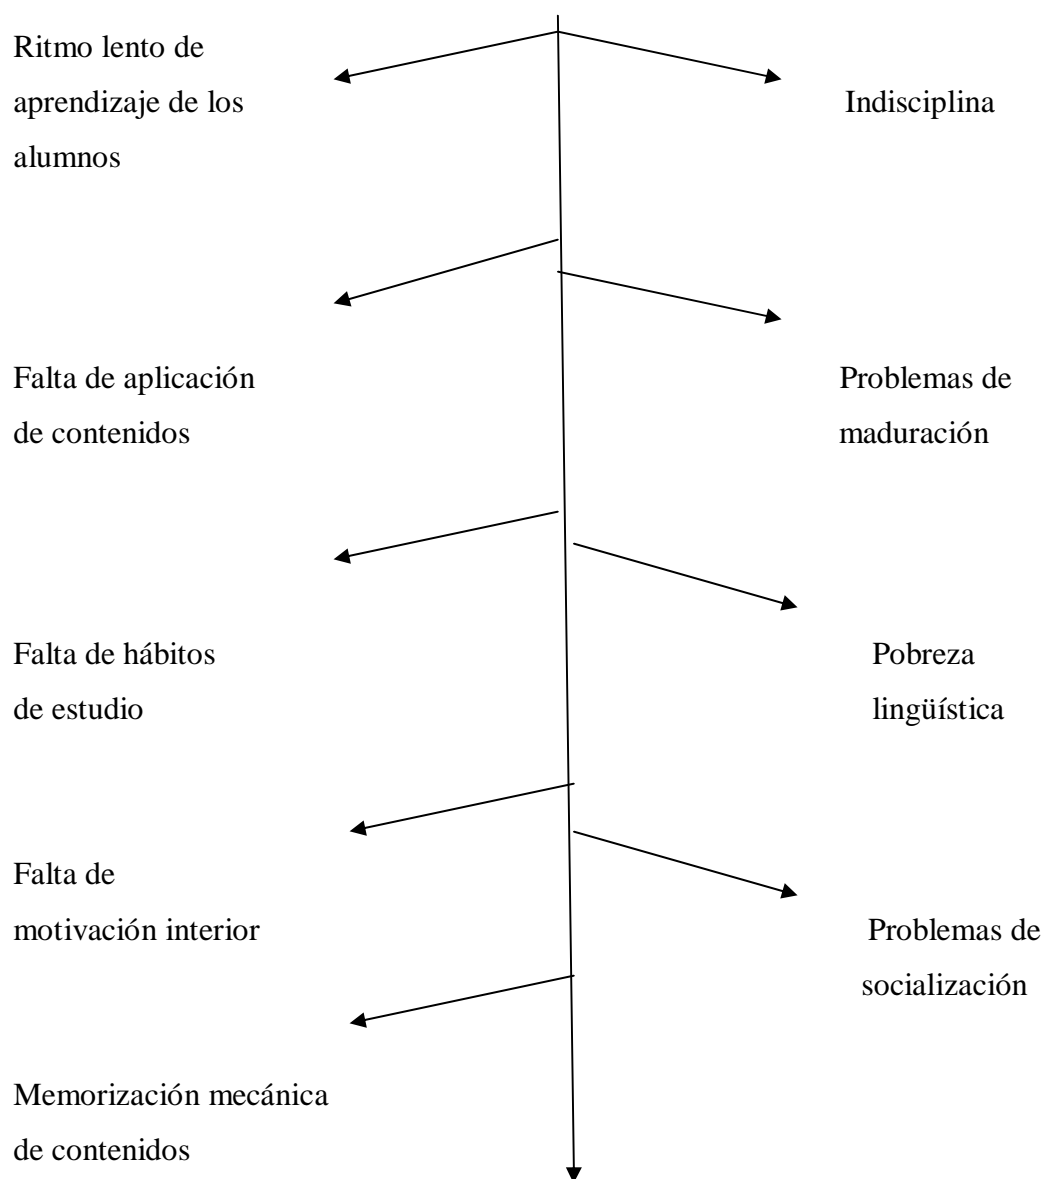 Ritmo lento de
aprendizaje de los
alumnos
Indisciplina
Falta de aplicación
de contenidos
Problemas de
maduración
Falta de hábitos
de estudio
Pobreza
lingüística
Falta de
motivación interior
Problemas de
socialización
Memorización mecánica
de contenidos